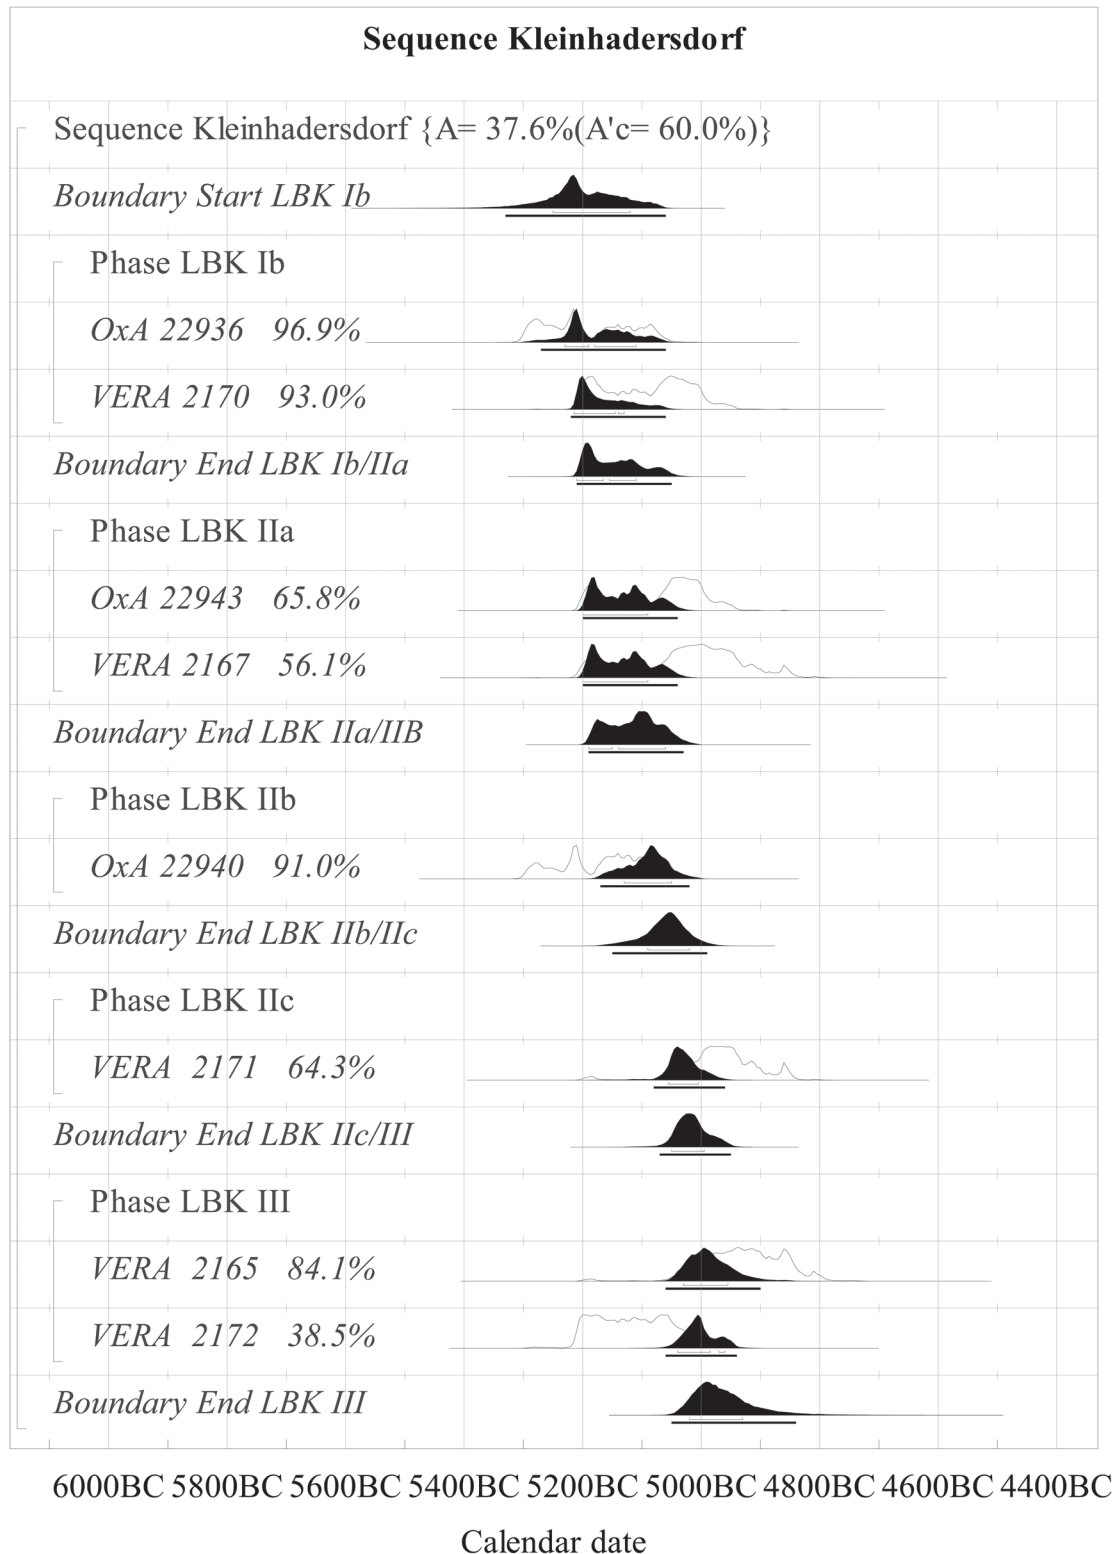 Sequence Kleinhadersdorf
Sequence Kleinhadersdorf {A= 37.6%(A'c= 60.0%)}
Boundary Start LBK Ib
Phase LBK Ib
OxA 22936 96.9%
VERA 2170 93.0%
Boundary End LBK Ib/IIa
Phase LBK IIa
OxA 22943 65.8%
VERA 2167 56.1%
Boundary End LBK IIa/IIB
Phase LBK IIb
OxA 22940 91.0%
Boundary End LBK IIb/IIc
Phase LBK IIc
VERA 2171 64.3%
Boundary End LBK IIc/III
Phase LBK III
VERA 2165 84.1%
VERA 2172 38.5%
Boundary End LBK III
6000BC 5800BC 5600BC 5400BC 5200BC 5000BC 4800BC 4600BC 4400BC
Calendar date